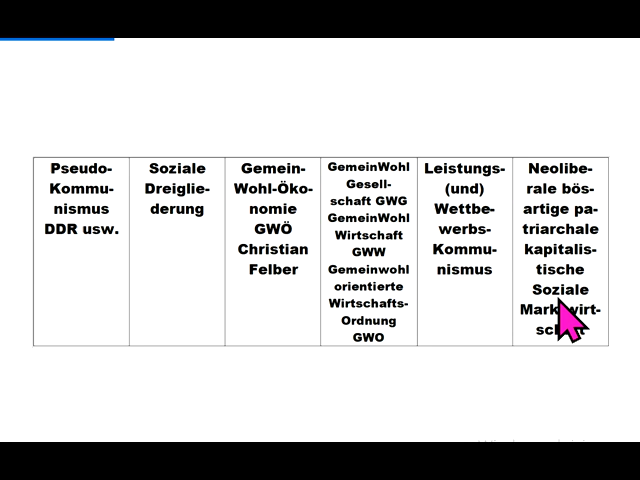 Pseudo-
Kommu-
nismus
DDR usw.
Soziale
Dreiglie-
derung
Gemein-
Wohl-Öko-
nomie
GWÖ
Christian
Felber
GemeinWohl
Gesell-
schaft GWG
GemeinWohl
Wirtschaft
GWW
Gemeinwohl
orientierte
Wirtschafts-
Ordnung
GWO
Leistungs-
(und)
Wettbe-
werbs-
Kommu-
nismus
Neolibe-
rale bös-
artige pa-
triarchale
kapitalis-
tische
Soziale
Marktwirt-
schaft